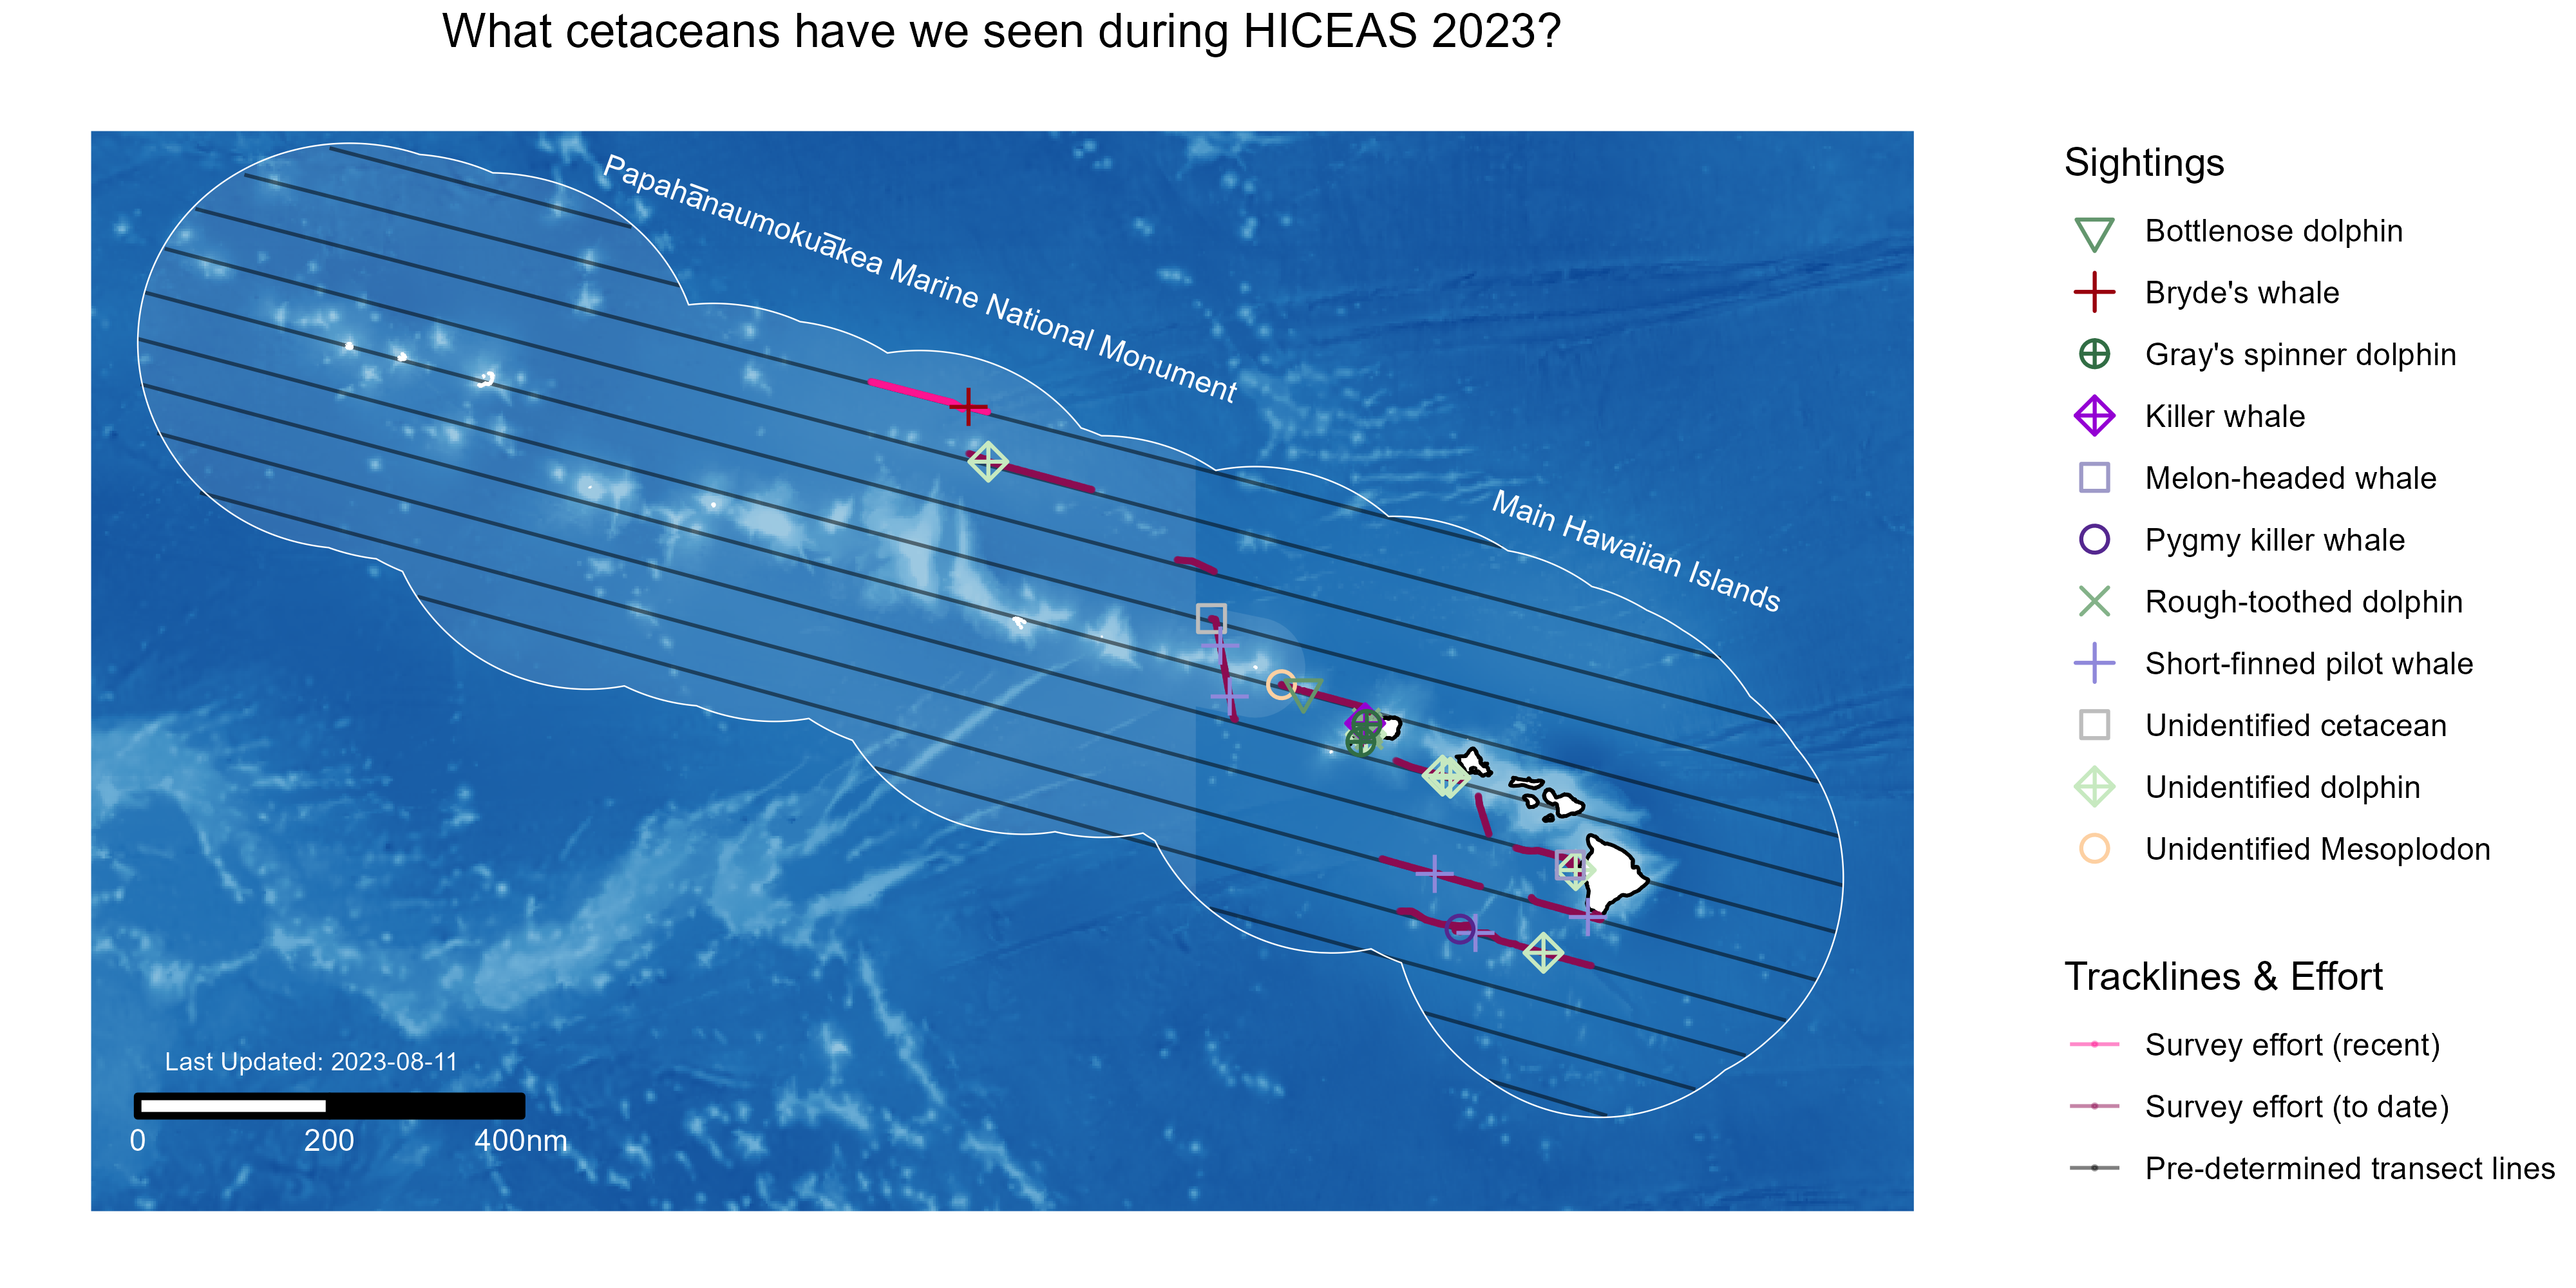 What cetaceans have we seen during HICEAS 2023?
Papahānaumokuākea Marine National Monument
Main Hawaiian Islands
Last Updated: 2023-08-11
0 200 400nm
Sightings
Bottlenose dolphin
Bryde's whale
Gray's spinner dolphin
Killer whale
Melon-headed whale
Pygmy killer whale
Rough-toothed dolphin
Short-finned pilot whale
Unidentified cetacean
Unidentified dolphin
Unidentified Mesoplodon
Tracklines & Effort
Survey effort (recent)
Survey effort (to date)
Pre-determined transect lines